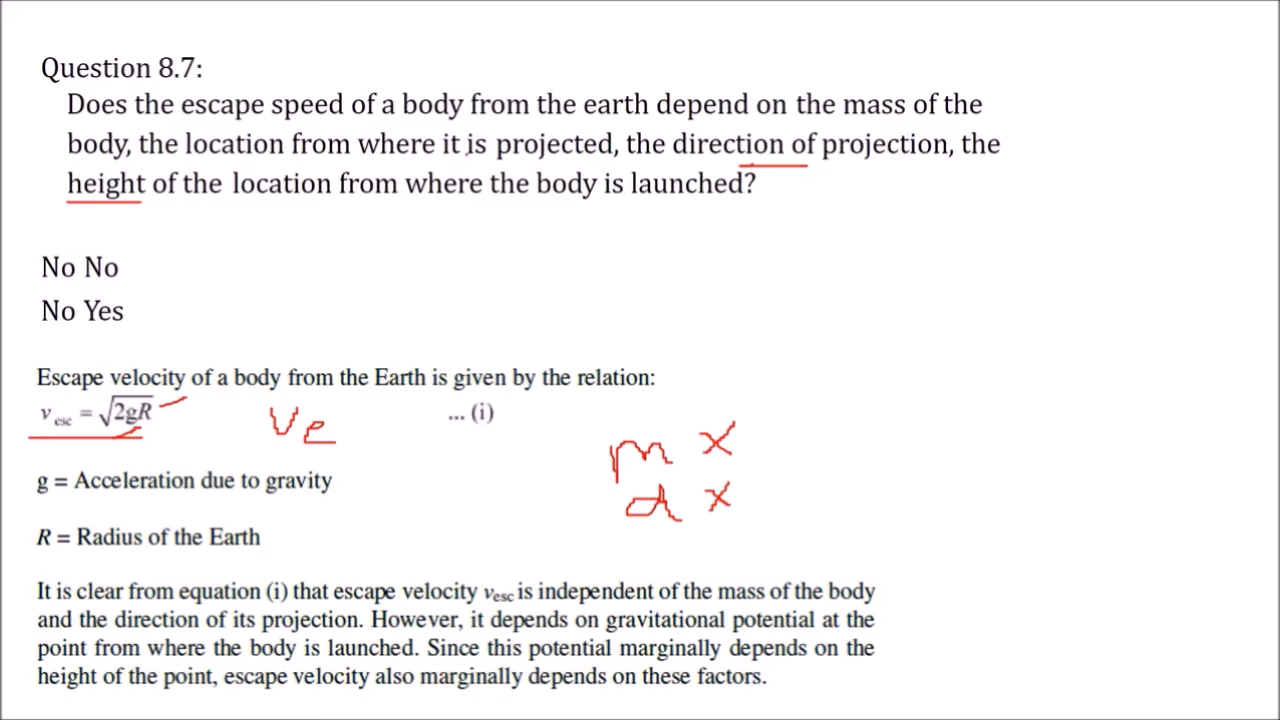 Question 8.7:
Does the escape speed of a body from the earth depend on the mass of the
body, the location from where it is projected, the direction of projection, the
height of the location from where the body is launched?
No No
No Yes
Escape velocity of a body from the Earth is given by the relation:
v esc = √2gR ... (i)
ve
m x
d x
g = Acceleration due to gravity
R = Radius of the Earth
It is clear from equation (i) that escape velocity vesc is independent of the mass of the body
and the direction of its projection. However, it depends on gravitational potential at the
point from where the body is launched. Since this potential marginally depends on the
height of the point, escape velocity also marginally depends on these factors.